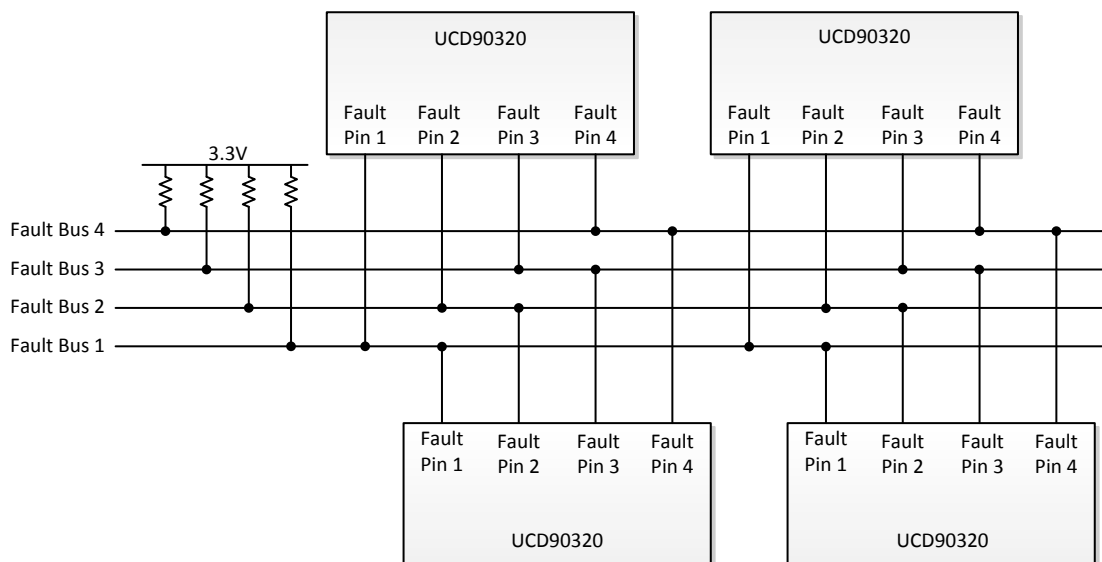 UCD90320
UCD90320
Fault Fault Fault Fault
Pin 1 Pin 2 Pin 3 Pin 4
Fault Fault Fault Fault
Pin 1 Pin 2 Pin 3 Pin 4
3.3V
Fault Bus 4
Fault Bus 3
Fault Bus 2
Fault Bus 1
Fault Fault Fault Fault
Pin 1 Pin 2 Pin 3 Pin 4
Fault Fault Fault Fault
Pin 1 Pin 2 Pin 3 Pin 4
UCD90320
UCD90320